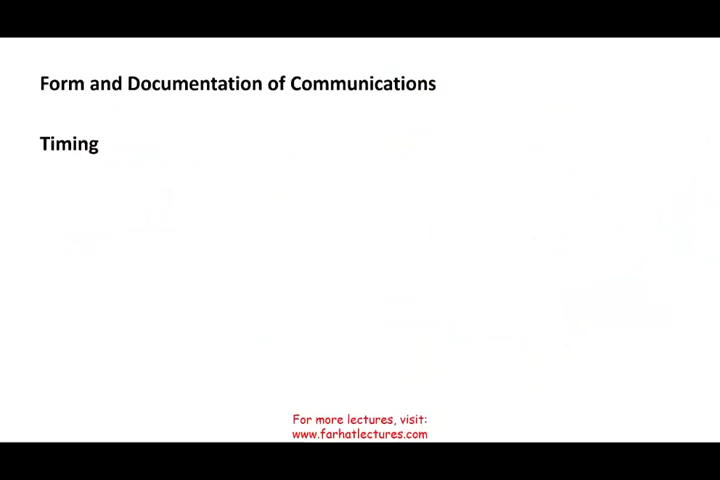 Form and Documentation of Communications
Timing
For more lectures, visit:
www.farhatlectures.com